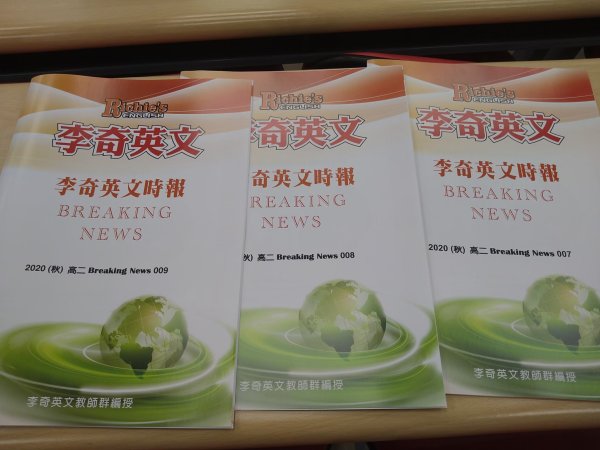 Richie's
ENGLISH
李奇英文
李奇英文時報
BREAKING
NEWS
2020 (秋) 高二 Breaking News 009
李奇英文教師群編授
Richie's
ENGLISH
奇英文
奇英文時報
BREAKING
NEWS
秋) 高二 Breaking News 008
李奇英文教師群編授
Richie's
ENGLISH
李奇英文
李奇英文時報
BREAKING
NEWS
2020 (秋) 高二 Breaking News 007
李奇英文教師群編授